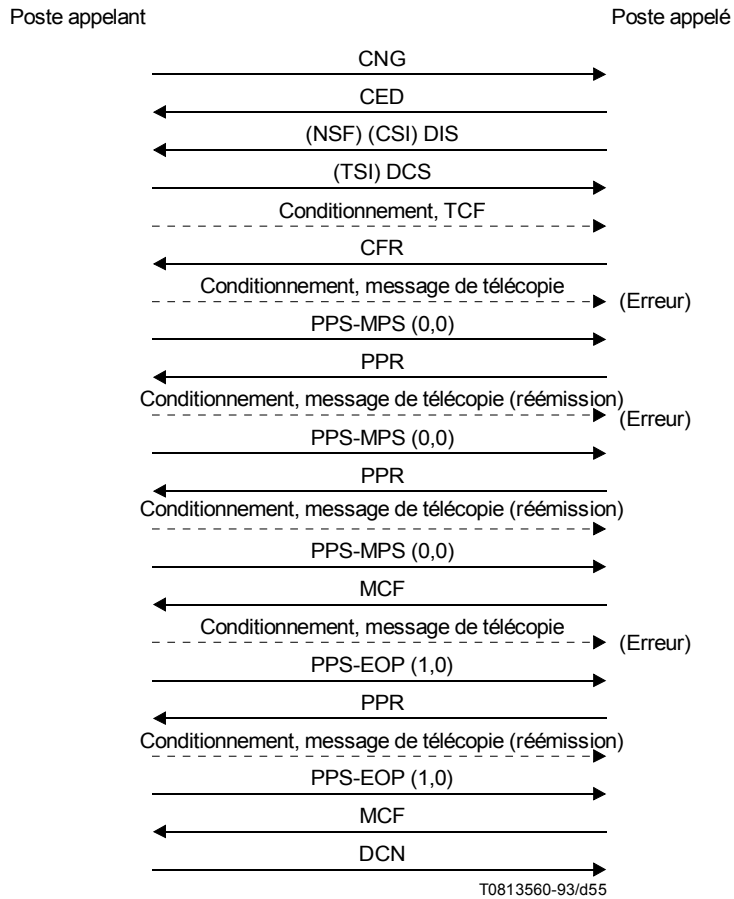 Poste appelant
Poste appelé
CNG
CED
(NSF) (CSI) DIS
(TSI) DCS
Conditionnement, TCF
CFR
Conditionnement, message de télécopie
(Erreur)
PPS-MPS (0,0)
PPR
Conditionnement, message de télécopie (réémission)
(Erreur)
PPS-MPS (0,0)
PPR
Conditionnement, message de télécopie (réémission)
PPS-MPS (0,0)
MCF
Conditionnement, message de télécopie
(Erreur)
PPS-EOP (1,0)
PPR
Conditionnement, message de télécopie (réémission)
PPS-EOP (1,0)
MCF
DCN
T0813560-93/d55